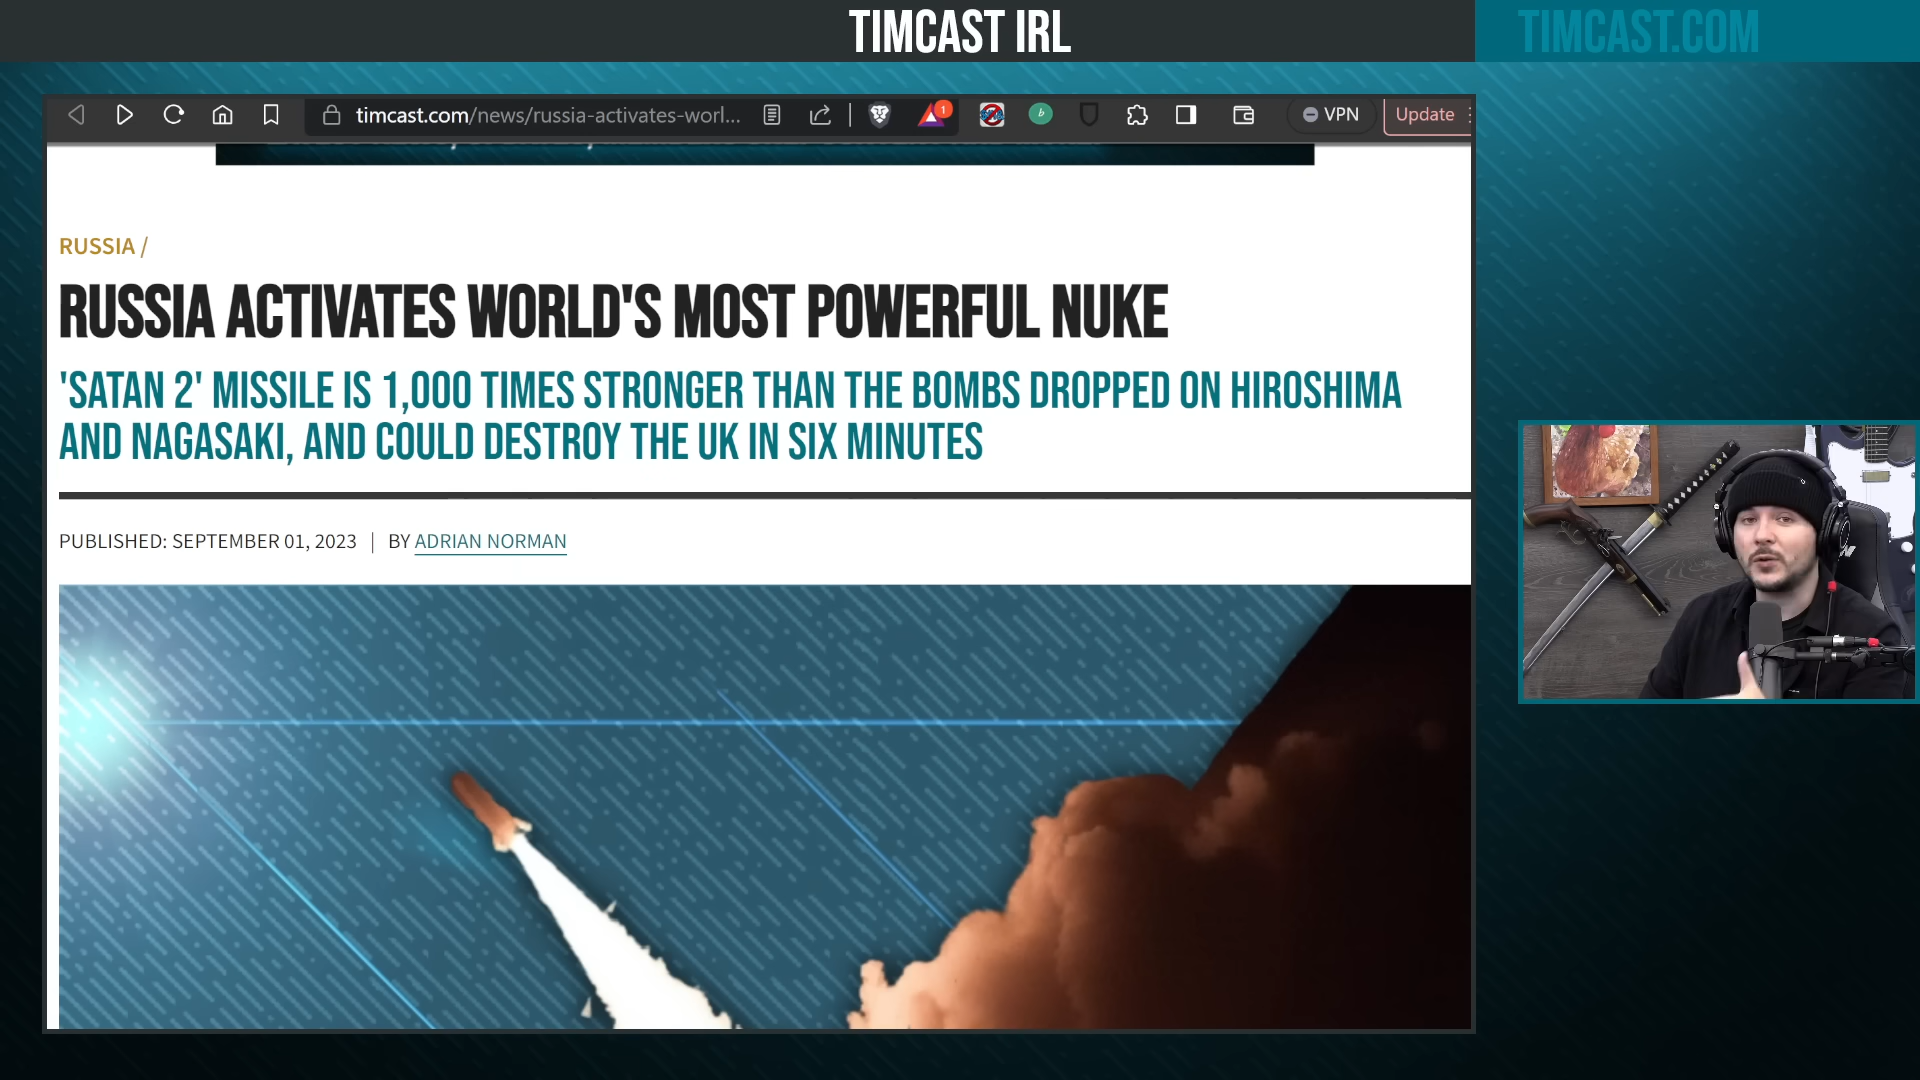 TIMCAST IRL
TIMCAST.COM
timcast.com/news/russia-activates-worl...
1
b
VPN
Update
RUSSIA /
RUSSIA ACTIVATES WORLD'S MOST POWERFUL NUKE
'SATAN 2' MISSILE IS 1,000 TIMES STRONGER THAN THE BOMBS DROPPED ON HIROSHIMA
AND NAGASAKI, AND COULD DESTROY THE UK IN SIX MINUTES
PUBLISHED: SEPTEMBER 01, 2023 | BY ADRIAN NORMAN